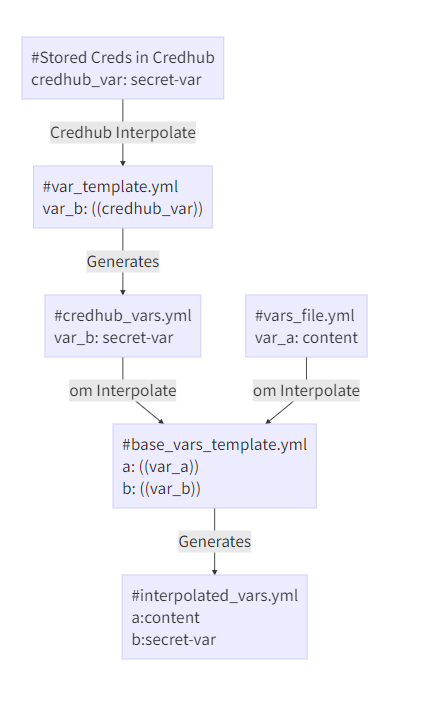 #Stored Creds in Credhub
credhub_var: secret-var
Credhub Interpolate
#var_template.yml
var_b: ((credhub_var))
Generates
#credhub_vars.yml
var_b: secret-var
#vars_file.yml
var_a: content
om Interpolate
om Interpolate
#base_vars_template.yml
a: ((var_a))
b: ((var_b))
Generates
#interpolated_vars.yml
a:content
b:secret-var